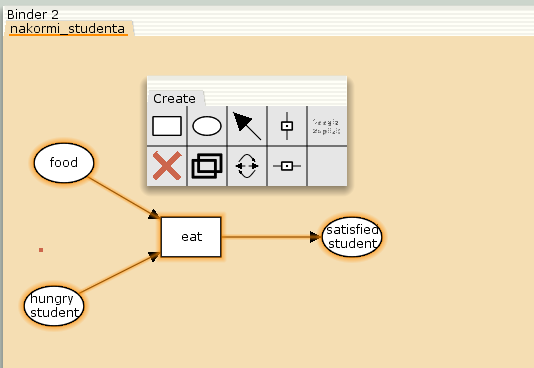 Binder 2
nakormi_studenta
Create
food
eat
satisfied
student
hungry
student